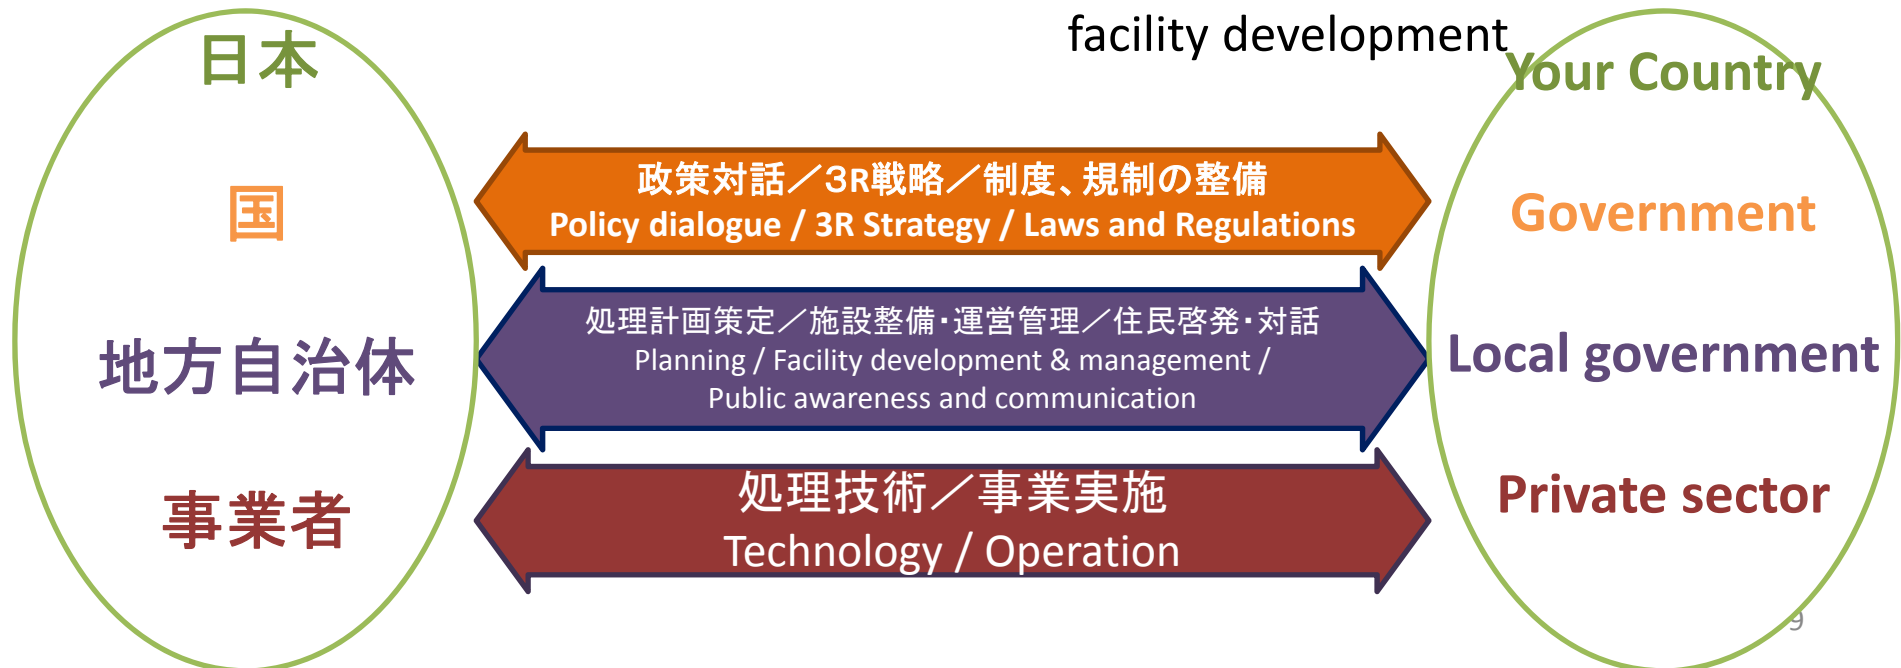 facility development
日本
Your Country
政策対話／３R戦略／制度、規制の整備
Policy dialogue / 3R Strategy / Laws and Regulations
国
Government
処理計画策定／施設整備・運営管理／住民啓発・対話
Planning / Facility development & management /
Public awareness and communication
地方自治体
Local government
処理技術／事業実施
Technology / Operation
事業者
Private sector
9